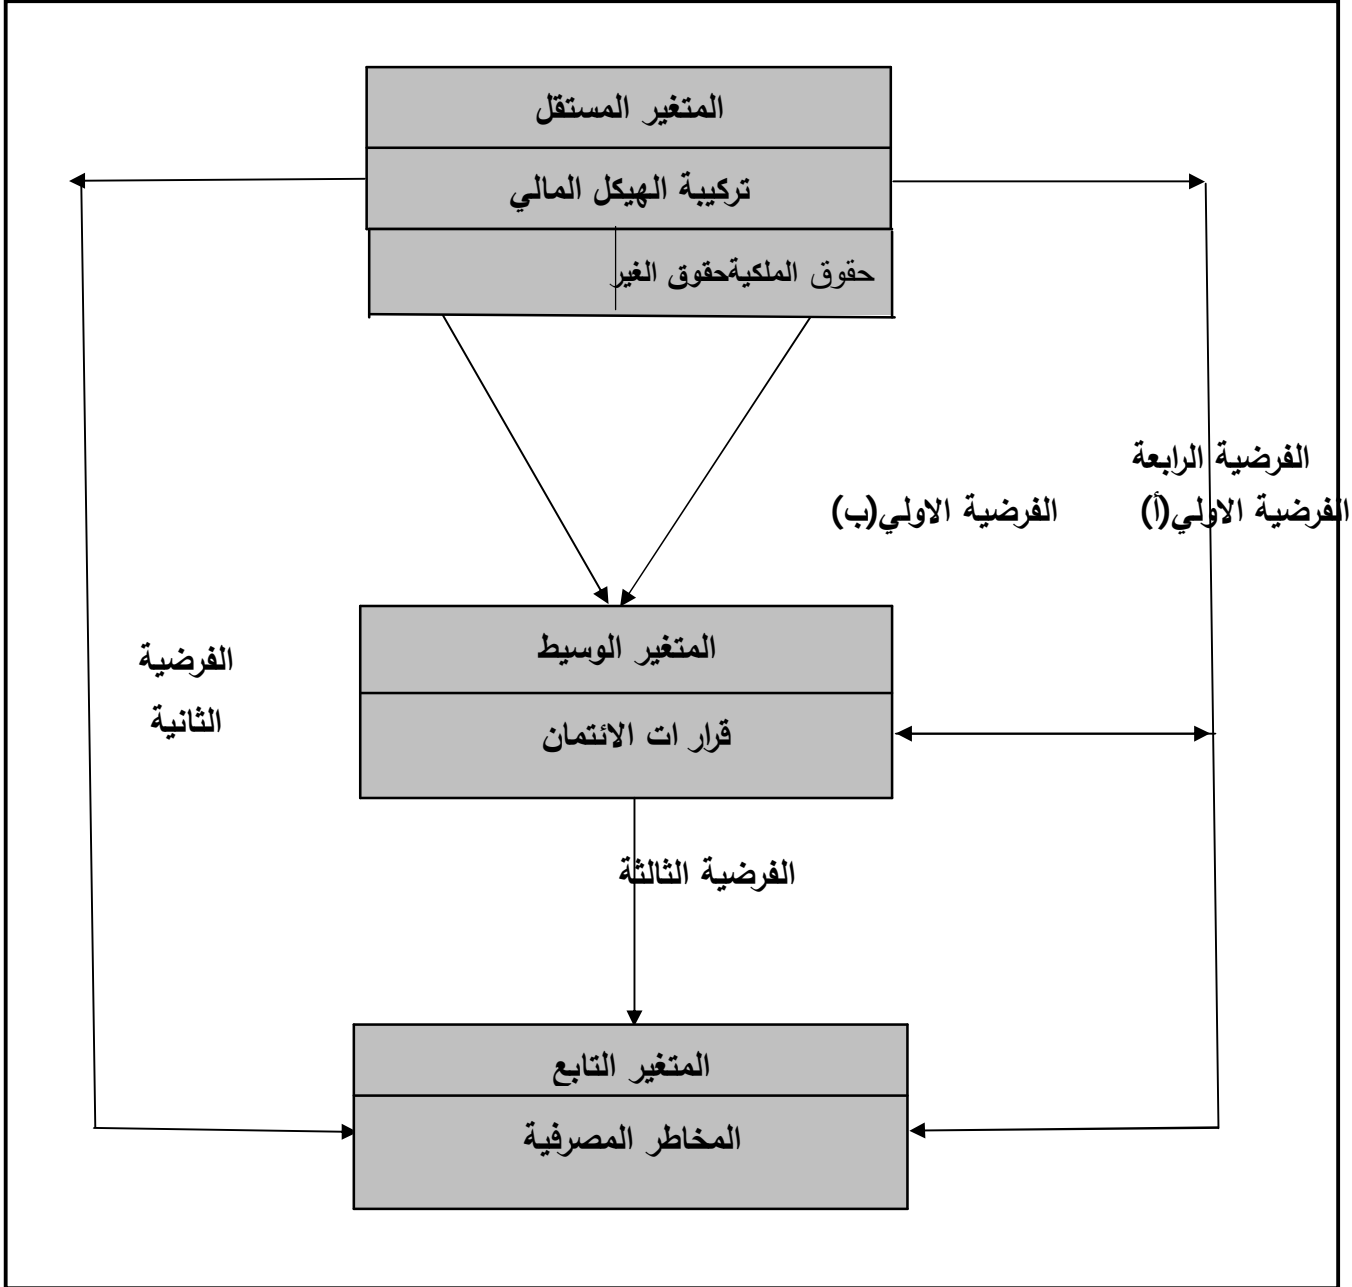 المتغير المستقل
تركيبة الهيكل المالي
حقوق الملكيةحقوق الغير
الفرضية الرابعة
الفرضية الاولي(أ)
الفرضية الاولي(ب)
المتغير الوسيط
الفرضية
الثانية
قرار ات الائتمان
الفرضية الثالثة
المتغير التابع
المخاطر المصرفية